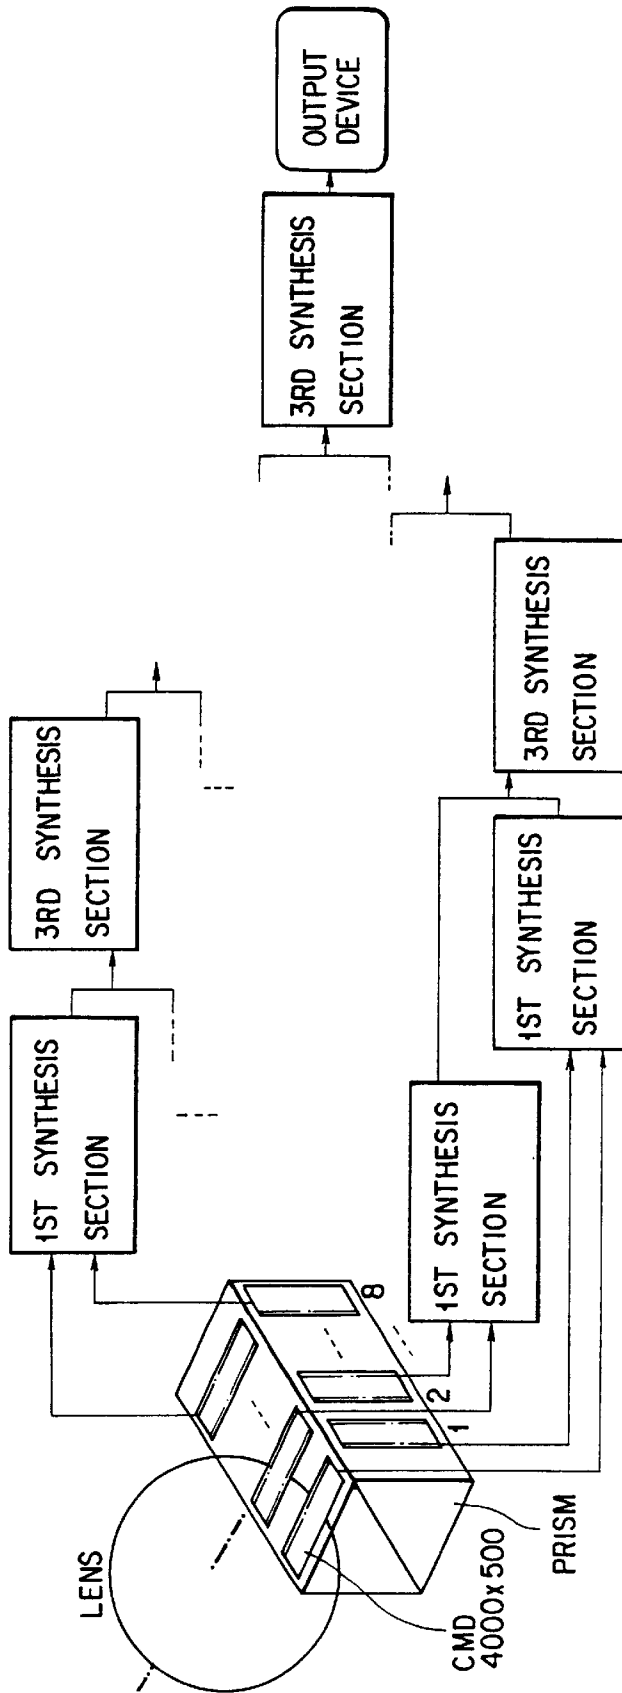 LENS
CMD
4000x500
PRISM
1
2
8
1ST SYNTHESIS
SECTION
1ST SYNTHESIS
SECTION
1ST SYNTHESIS
SECTION
3RD SYNTHESIS
SECTION
3RD SYNTHESIS
SECTION
3RD SYNTHESIS
SECTION
OUTPUT
DEVICE